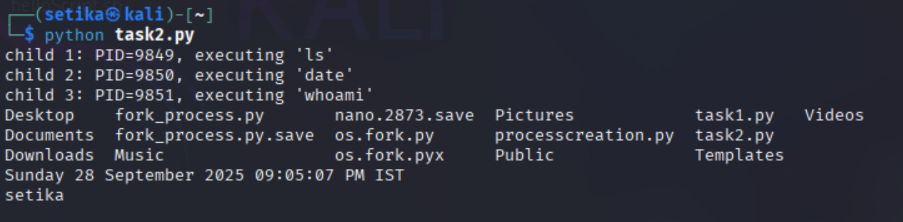 ┌──(setika㉿kali)-[~]
└─$ python task2.py
child 1: PID=9849, executing 'ls'
child 2: PID=9850, executing 'date'
child 3: PID=9851, executing 'whoami'
Desktop    fork_process.py       nano.2873.save  Pictures            task1.py   Videos
Documents  fork_process.py.save  os.fork.py      processcreation.py  task2.py
Downloads  Music                 os.fork.pyx     Public              Templates
Sunday 28 September 2025 09:05:07 PM IST
setika